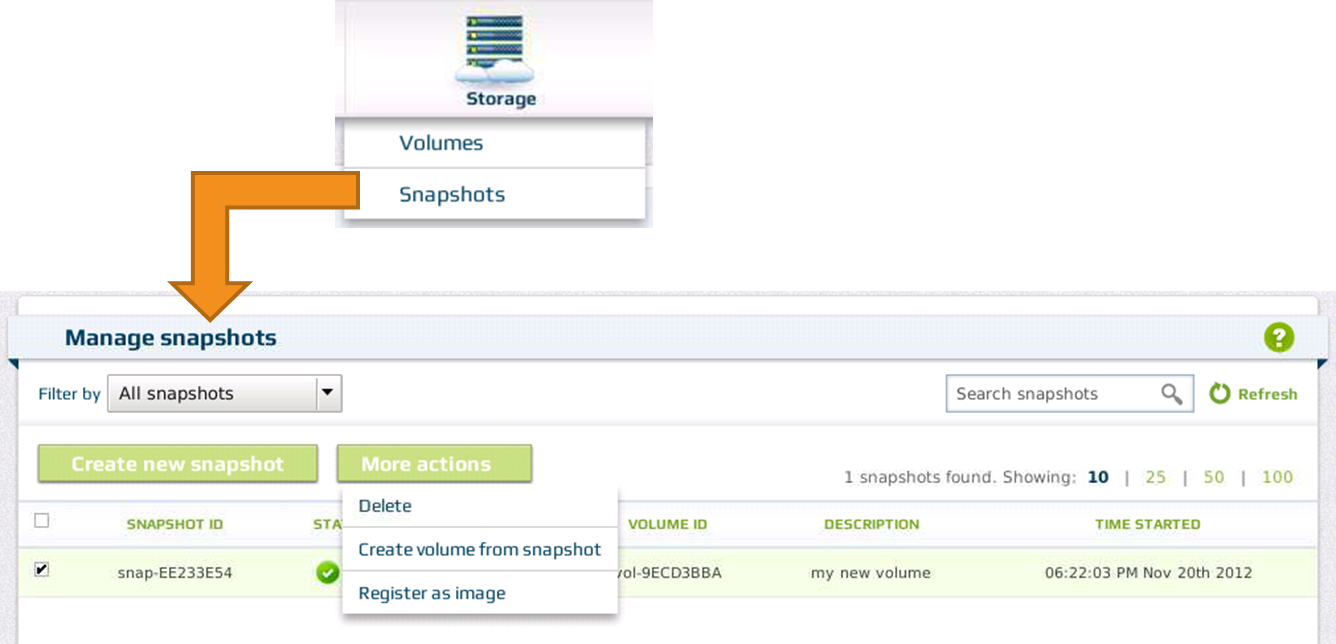 Storage
Volumes
Snapshots
Manage snapshots
?
Filter by All snapshots Search snapshots Refresh
Create new snapshot More actions 1 snapshots found. Showing: 10 | 25 | 50 | 100
Delete
SNAPSHOT ID STA VOLUME ID DESCRIPTION TIME STARTED
Create volume from snapshot
snap-EE233E54 vol-9ECD3BBA my new volume 06:22:03 PM Nov 20th 2012
Register as image